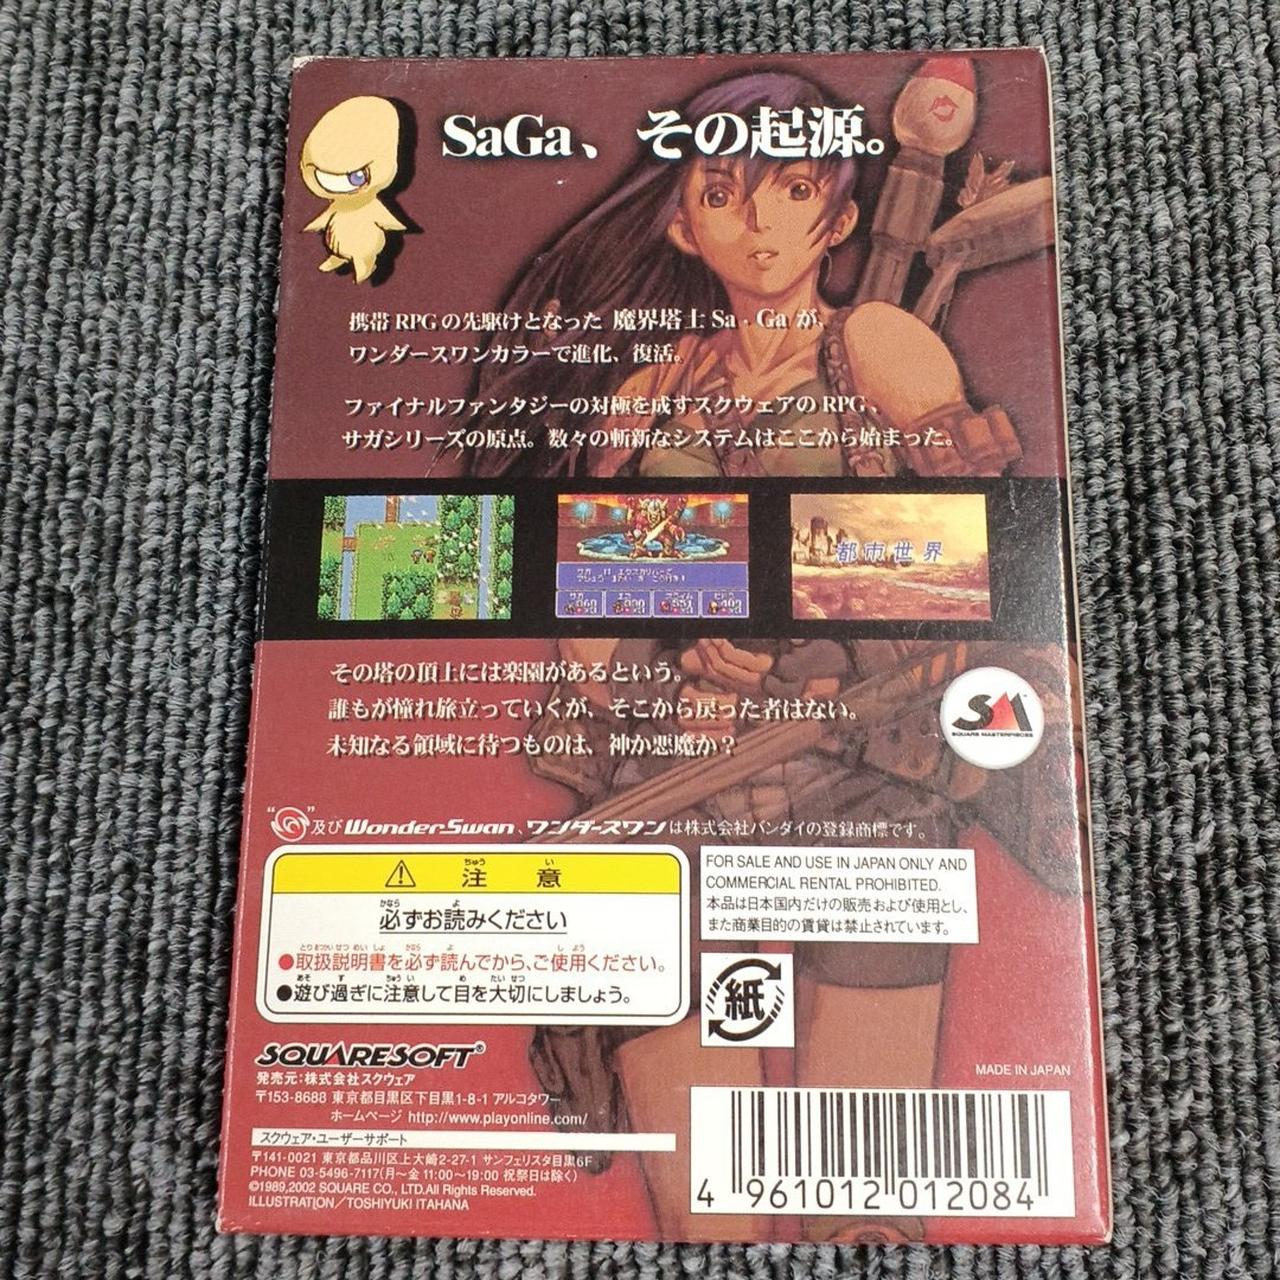 SaGa、その起源。
携帯RPGの先駆けとなった 魔界塔士Sa・Gaが、
ワンダースワンカラーで進化、復活。
ファイナルファンタジーの対極を成すスクウェアのRPG、
サガシリーズの原点。数々の斬新なシステムはここから始まった。
都市世界
その塔の頂上には楽園があるという。
誰もが憧れ旅立っていくが、そこから戻った者はない。
未知なる領域に待つものは、神か悪魔か?
SQUARE MASTERPIECES
及びWonderSwan、ワンダースワンは株式会社バンダイの登録商標です。
注意
必ずお読みください
●取扱説明書を必ず読んでから、ご使用ください。
●遊び過ぎに注意して目を大切にしましょう。
FOR SALE AND USE IN JAPAN ONLY AND
COMMERCIAL RENTAL PROHIBITED.
本品は日本国内だけの販売および使用とし、
また商業目的の賃貸は禁止されています。
紙
SQUARESOFT®
発売元:株式会社スクウェア
〒153-8688 東京都目黒区下目黒1-8-1 アルコタワー
ホームページ http://www.playonline.com/
スクウェア・ユーザーサポート
〒141-0021 東京都品川区上大崎2-27-1 サンフェリスタ目黒6F
PHONE 03-5496-7117(月~金 11:00~19:00 祝祭日は除く)
©1989,2002 SQUARE CO., LTD.All Rights Reserved.
ILLUSTRATION/TOSHIYUKI ITAHANA
MADE IN JAPAN
4 961012 012084